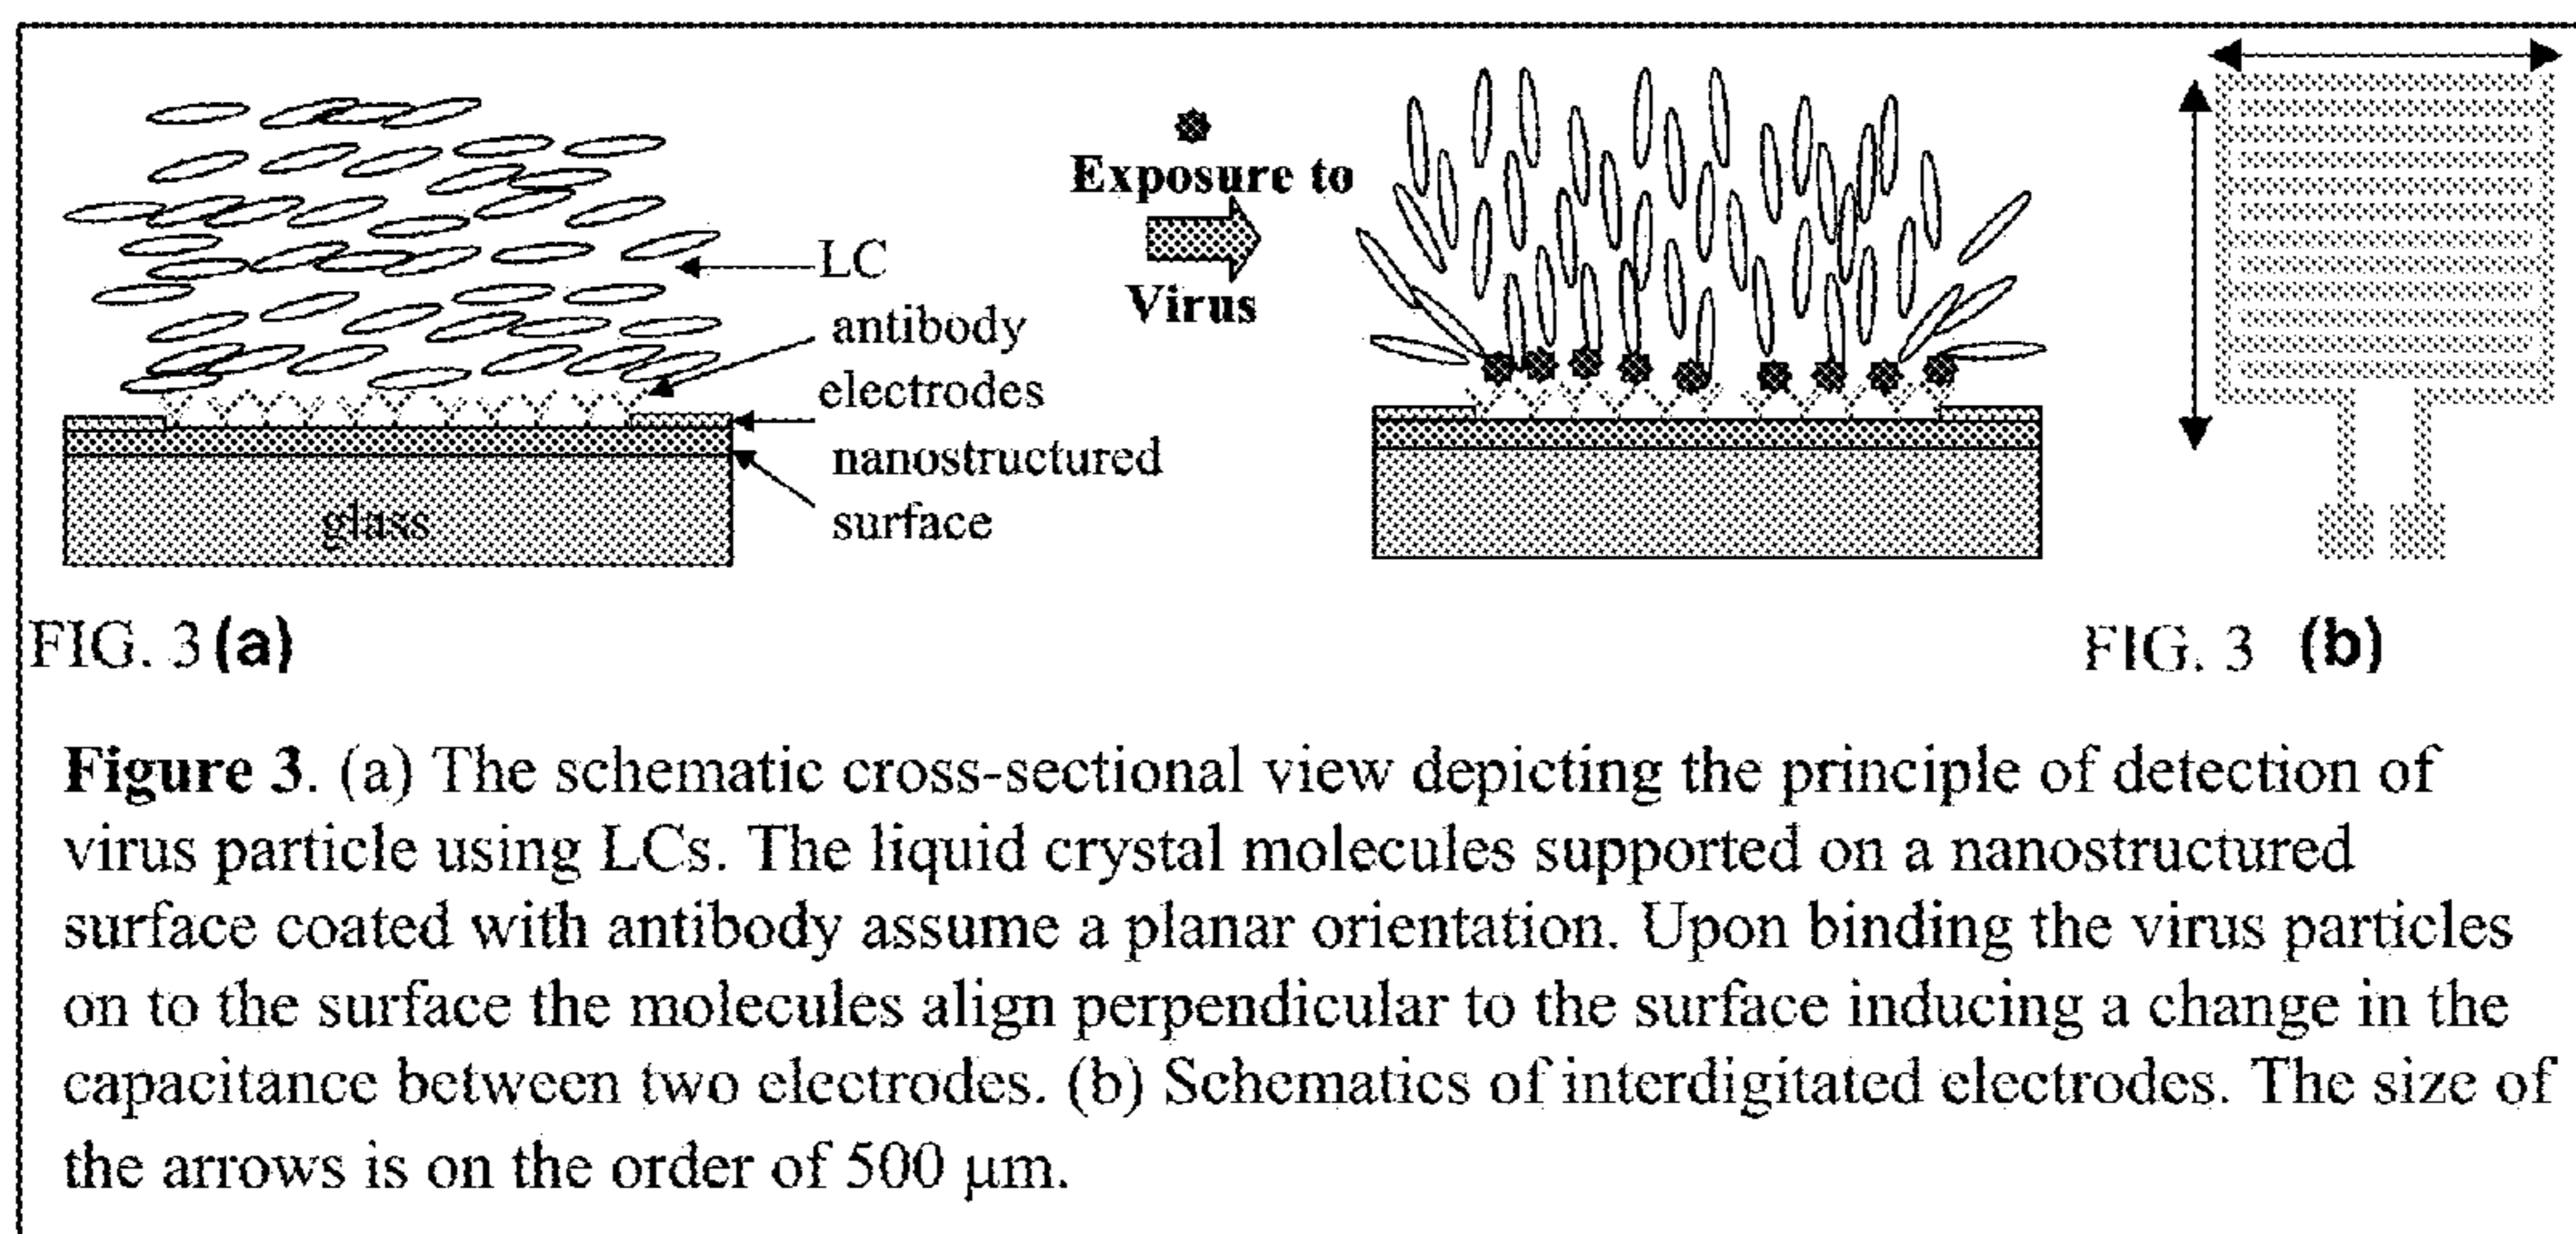 LC
antibody
electrodes
nanostructured
surface
glass
Exposure to
Virus
FIG. 3 (a)
FIG. 3 (b)
Figure 3. (a) The schematic cross-sectional view depicting the principle of detection of
virus particle using LCs. The liquid crystal molecules supported on a nanostructured
surface coated with antibody assume a planar orientation. Upon binding the virus particles
on to the surface the molecules align perpendicular to the surface inducing a change in the
capacitance between two electrodes. (b) Schematics of interdigitated electrodes. The size of
the arrows is on the order of 500 μm.